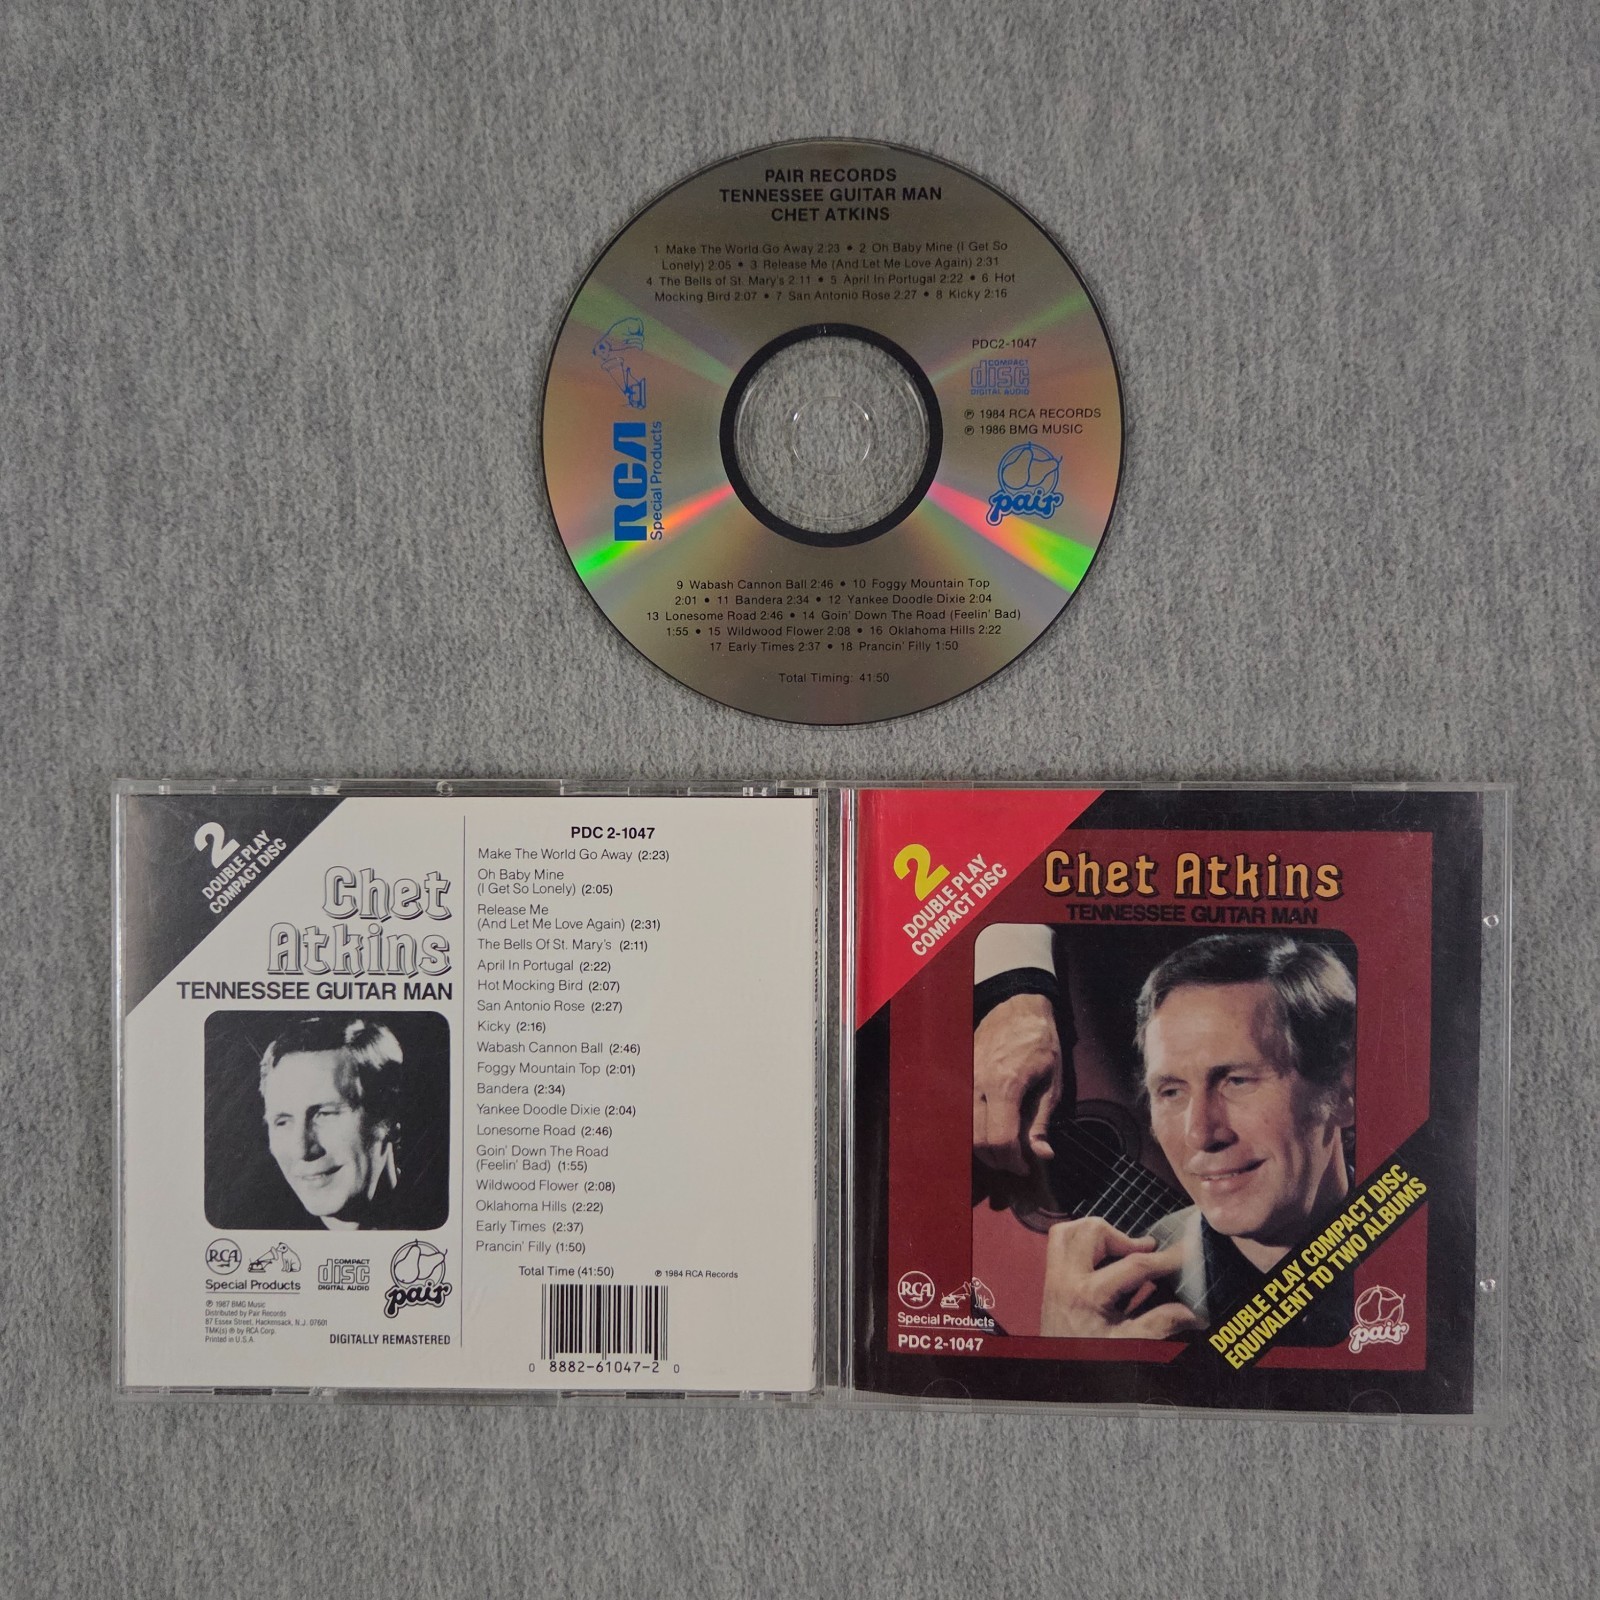 PAIR RECORDS
TENNESSEE GUITAR MAN
CHET ATKINS
1 Make The World Go Away 2:23 • 2 Oh Baby Mine (I Get So
Lonely) 2:05 • 3 Release Me (And Let Me Love Again) 2:31
4 The Bells of St. Mary's 2:11 • 5 April In Portugal 2:22 • 6 Hot
Mocking Bird 2:07 • 7 San Antonio Rose 2:27 • 8 Kicky 2:16
PDC2-1047
COMPACT
disc
DIGITAL AUDIO
℗ 1984 RCA RECORDS
℗ 1986 BMG MUSIC
pair
RCA
Special Products
9 Wabash Cannon Ball 2:46 • 10 Foggy Mountain Top
2:01 • 11 Bandera 2:34 • 12 Yankee Doodle Dixie 2:04
13 Lonesome Road 2:46 • 14 Goin' Down The Road (Feelin' Bad)
1:55 • 15 Wildwood Flower 2:08 • 16 Oklahoma Hills 2:22
17 Early Times 2:37 • 18 Prancin' Filly 1:50
Total Timing: 41:50
2
DOUBLE PLAY
COMPACT DISC
Chet
Atkins
TENNESSEE GUITAR MAN
RCA
Special Products
COMPACT
disc
DIGITAL AUDIO
pair
℗ 1987 BMG Music
Distributed by Pair Records
87 Essex Street, Hackensack, N.J. 07601
TMK(s) ® by RCA Corp.
Printed in U.S.A
DIGITALLY REMASTERED
PDC 2-1047
Make The World Go Away (2:23)
Oh Baby Mine
(I Get So Lonely) (2:05)
Release Me
(And Let Me Love Again) (2:31)
The Bells Of St. Mary's (2:11)
April In Portugal (2:22)
Hot Mocking Bird (2:07)
San Antonio Rose (2:27)
Kicky (2:16)
Wabash Cannon Ball (2:46)
Foggy Mountain Top (2:01)
Bandera (2:34)
Yankee Doodle Dixie (2:04)
Lonesome Road (2:46)
Goin' Down The Road
(Feelin' Bad) (1:55)
Wildwood Flower (2:08)
Oklahoma Hills (2:22)
Early Times (2:37)
Prancin' Filly (1:50)
Total Time (41:50)
℗ 1984 RCA Records
0 8882-61047-2 0
2
DOUBLE PLAY
COMPACT DISC
Chet Atkins
TENNESSEE GUITAR MAN
DOUBLE PLAY COMPACT DISC
EQUIVALENT TO TWO ALBUMS
RCA
Special Products
PDC 2-1047
pair